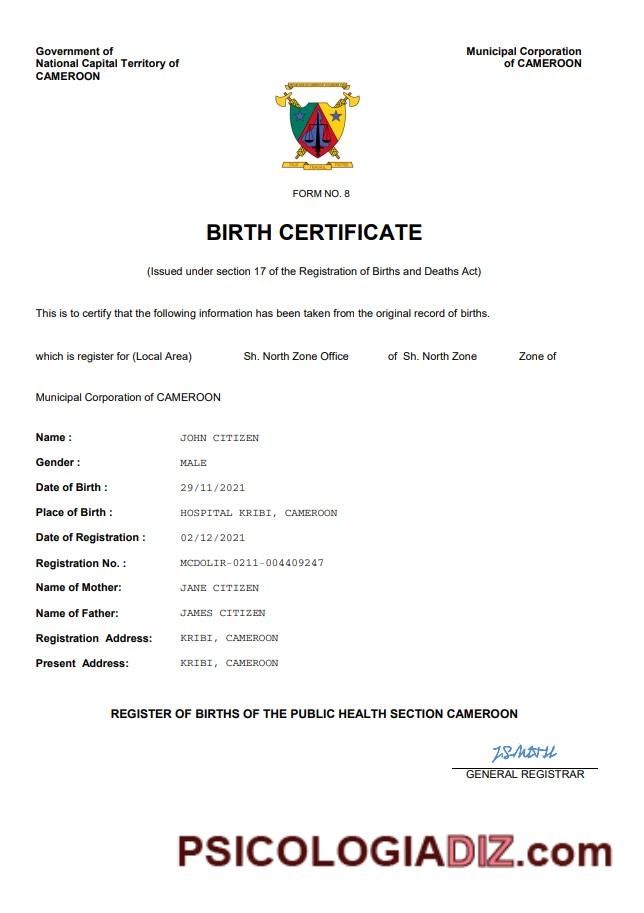 Government of
National Capital Territory of
CAMEROON
Municipal Corporation
of CAMEROON
FORM NO. 8
BIRTH CERTIFICATE
(Issued under section 17 of the Registration of Births and Deaths Act)
This is to certify that the following information has been taken from the original record of births.
which is register for (Local Area) Sh. North Zone Office of Sh. North Zone Zone of
Municipal Corporation of CAMEROON
Name : JOHN CITIZEN
Gender : MALE
Date of Birth : 29/11/2021
Place of Birth : HOSPITAL KRIBI, CAMEROON
Date of Registration : 02/12/2021
Registration No. : MCDOLIR-0211-004409247
Name of Mother: JANE CITIZEN
Name of Father: JAMES CITIZEN
Registration Address: KRIBI, CAMEROON
Present Address: KRIBI, CAMEROON
REGISTER OF BIRTHS OF THE PUBLIC HEALTH SECTION CAMEROON
GENERAL REGISTRAR
PSICOLOGIADIZ.com